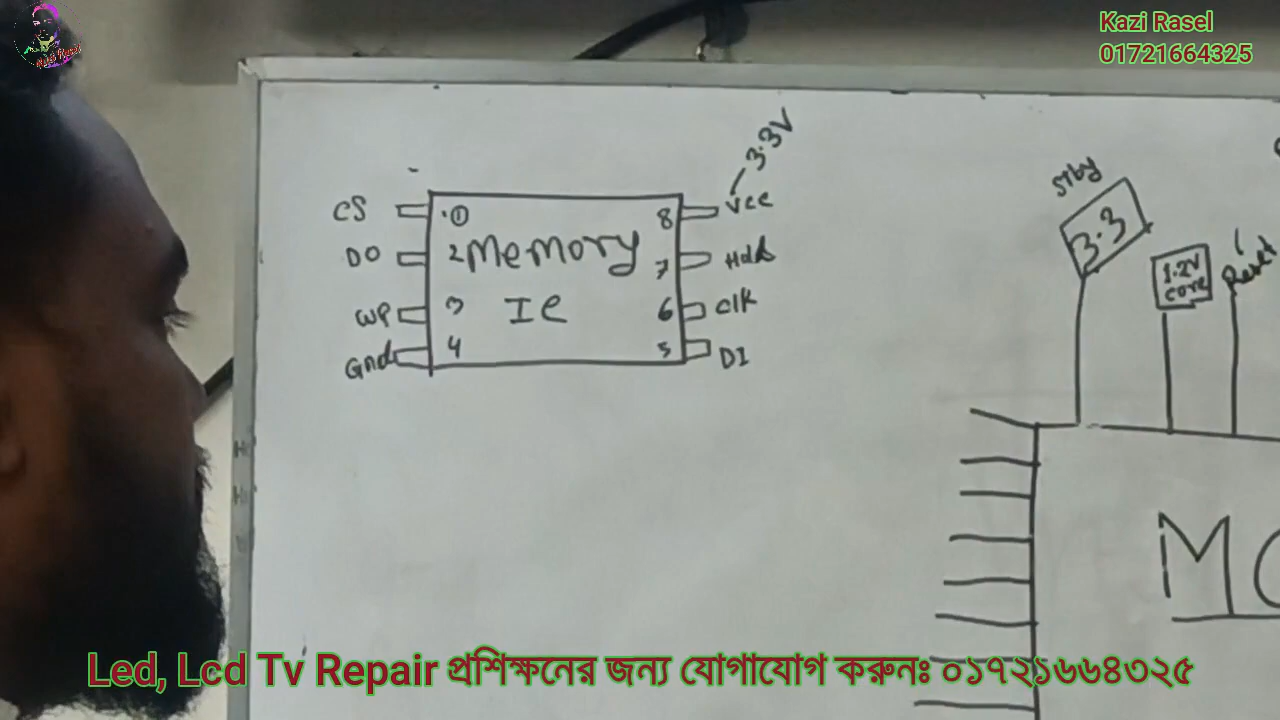 Kazi Rasel
01721664325
Kazi Rasel
3.3V
CS ① 8 Vcc
DO 2 Memory 7 Hold
WP 3 IC 6 Clk
Gnd 4 5 DI
Stby
3.3
1.2V
core
Reset
MC
Led, Lcd Tv Repair প্রশিক্ষনের জন্য যোগাযোগ করুনঃ ০১৭২১৬৬৪৩২৫